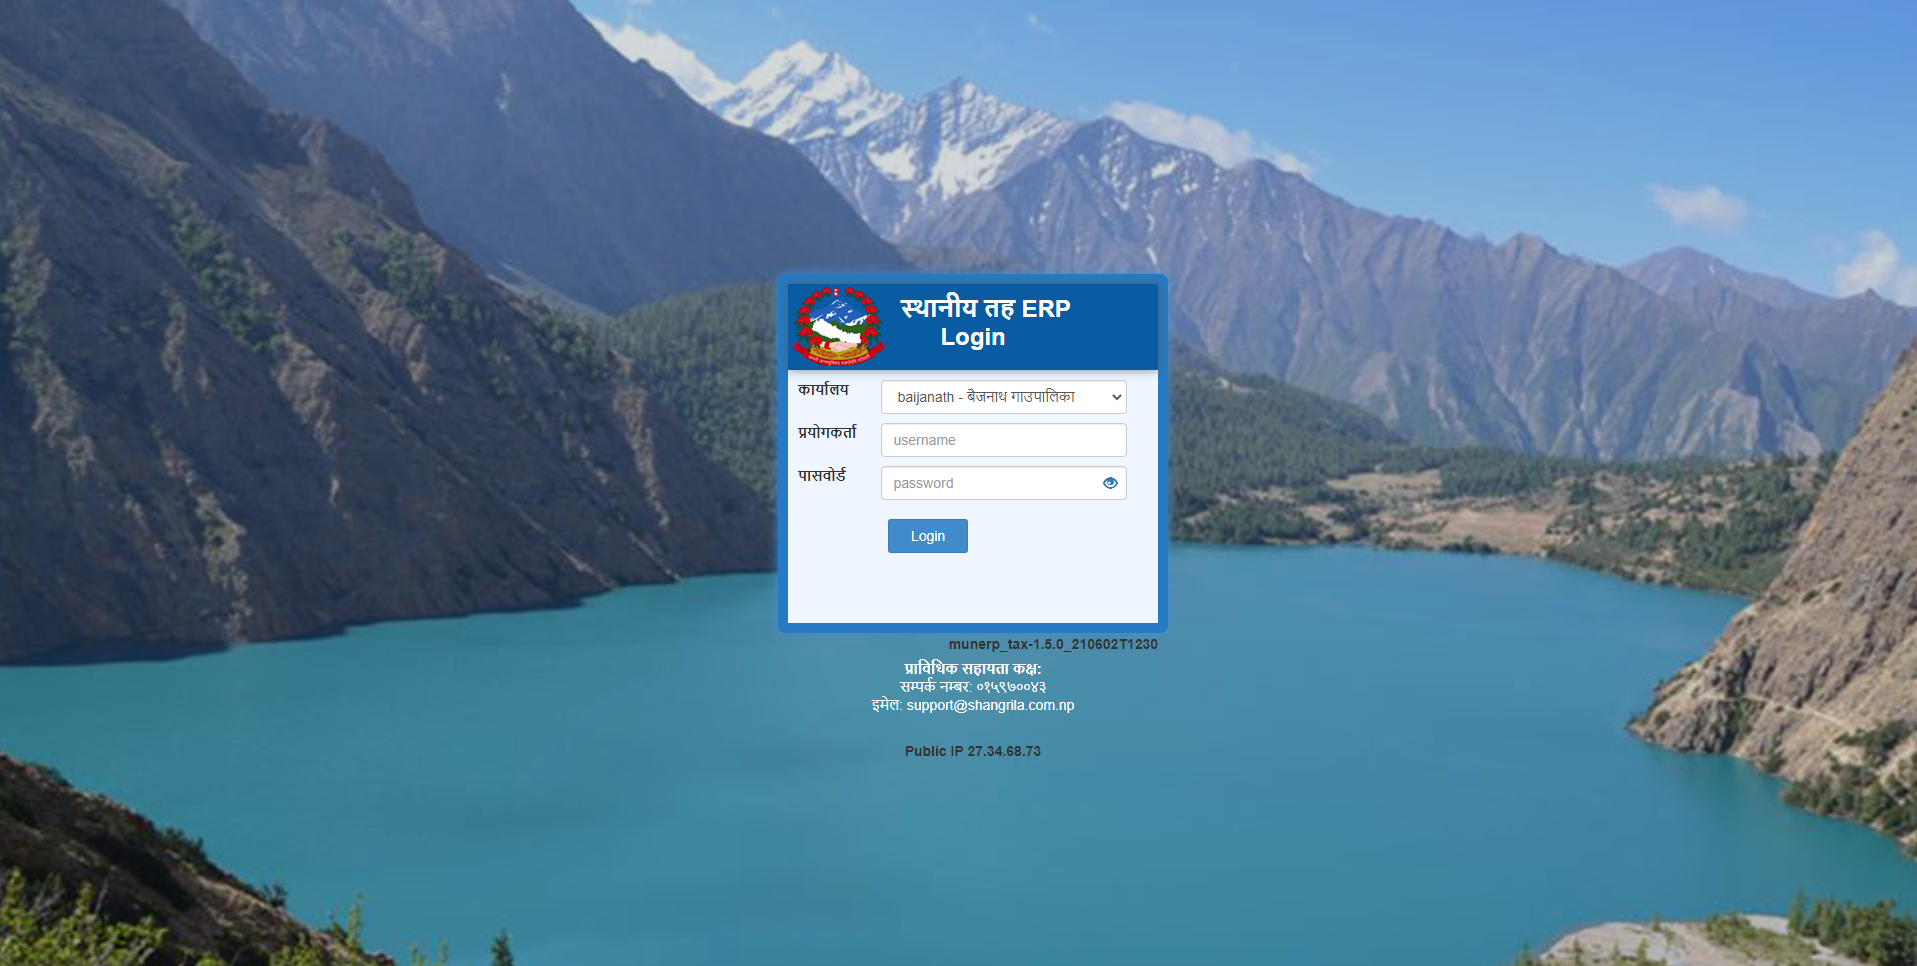 स्थानीय तह ERP
Login
कार्यालय
baijanath - बैजनाथ गाउपालिका
प्रयोगकर्ता
username
पासवोर्ड
password
Login
munerp_tax-1.5.0_210602T1230
प्राविधिक सहायता कक्ष:
सम्पर्क नम्बर: ०१५९७००४३
इमेल: support@shangrila.com.np
Public IP 27.34.68.73